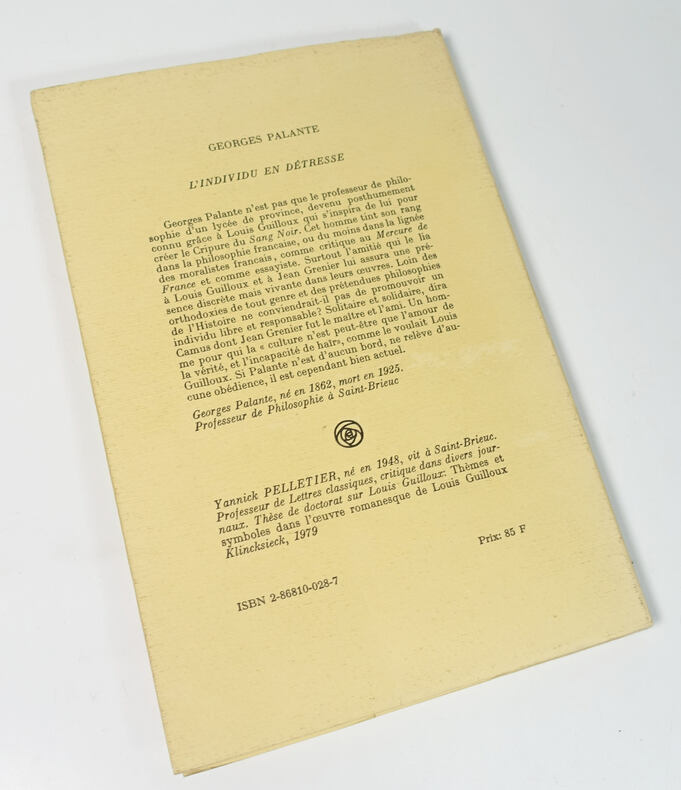 GEORGES PALANTE
L'INDIVIDU EN DÉTRESSE
Georges Palante n'est pas que le professeur de philo-
sophie d'un lycée de province, devenu posthumement
connu grâce à Louis Guilloux qui s'inspira de lui pour
créer le Cripure du Sang Noir. Cet homme tint son rang
dans la philosophie francaise, ou du moins dans la lignée
des moralistes francais, comme critique au Mercure de
France et comme essayiste. Surtout l'amitié qui le lia
à Louis Guilloux et à Jean Grenier lui assura une pré-
sence discrète mais vivante dans leurs œuvres. Loin des
orthodoxies de tout genre et des prétendues philosophies
de l'Histoire ne conviendrait-il pas de promouvoir un
individu libre et responsable? Solitaire et solidaire, dira
Camus dont Jean Grenier fut le maître et l'ami. Un hom-
me pour qui la « culture n'est peut-être que l'amour de
la vérité, et l'incapacité de haïr», comme le voulait Louis
Guilloux. Si Palante n'est d'aucun bord, ne relève d'au-
cune obédience, il est cependant bien actuel.
Georges Palante, né en 1862, mort en 1925.
Professeur de Philosophie à Saint-Brieuc
Yannick PELLETIER, né en 1948, vit à Saint-Brieuc.
Professeur de Lettres classiques, critique dans divers jour-
naux. Thèse de doctorat sur Louis Guilloux: Thèmes et
symboles dans l'œuvre romanesque de Louis Guilloux
Klincksieck, 1979
Prix: 85 F
ISBN 2-86810-028-7